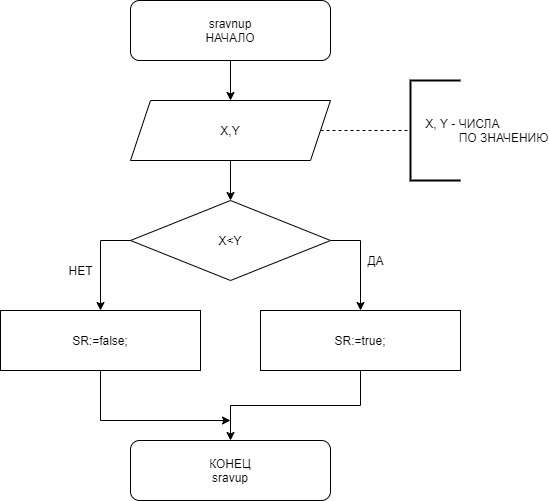 sravnup
НАЧАЛО
X,Y
X, Y - ЧИСЛА
ПО ЗНАЧЕНИЮ
X<Y
НЕТ
ДА
SR:=false;
SR:=true;
КОНЕЦ
sravup